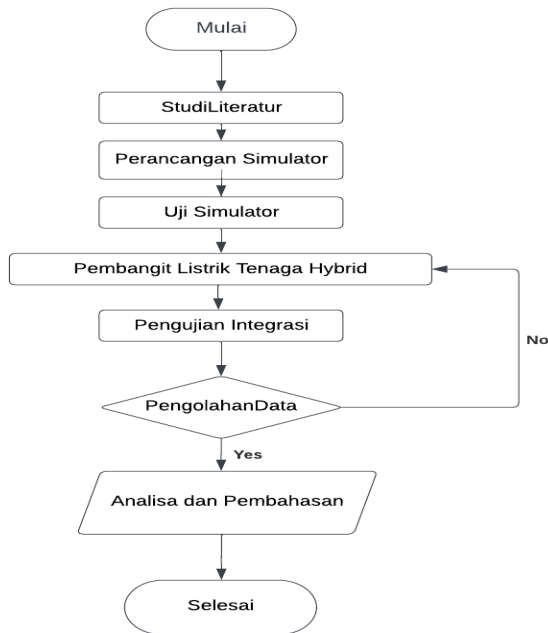 Mulai
StudiLiteratur
Perancangan Simulator
Uji Simulator
Pembangit Listrik Tenaga Hybrid
Pengujian Integrasi
No
PengolahanData
Yes
Analisa dan Pembahasan
Selesai